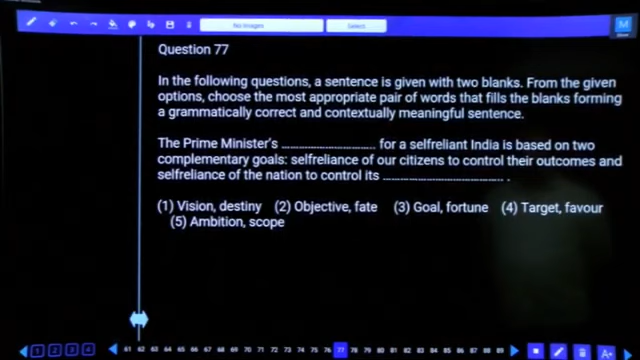 No Images
Select
M
Question 77
In the following questions, a sentence is given with two blanks. From the given
options, choose the most appropriate pair of words that fills the blanks forming
a grammatically correct and contextually meaningful sentence.
The Prime Minister's .............................. for a selfreliant India is based on two
complementary goals: selfreliance of our citizens to control their outcomes and
selfreliance of the nation to control its ....................................... .
(1) Vision, destiny (2) Objective, fate (3) Goal, fortune (4) Target, favour
(5) Ambition, scope
1 2 3 4 61 62 63 64 65 66 67 68 69 70 71 72 73 74 75 76 77 78 79 80 81 82 83 84 85 86 87 88 89 A+